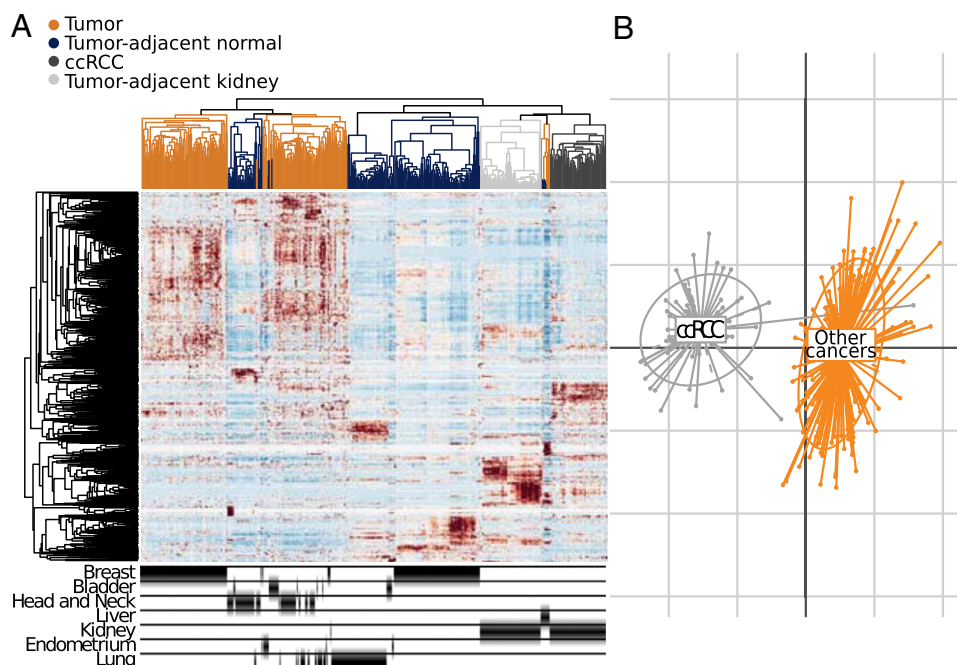 A
Tumor
Tumor-adjacent normal
ccRCC
Tumor-adjacent kidney
Breast
Bladder
Head and Neck
Liver
Kidney
Endometrium
Lung
B
ccRCC
Other
cancers